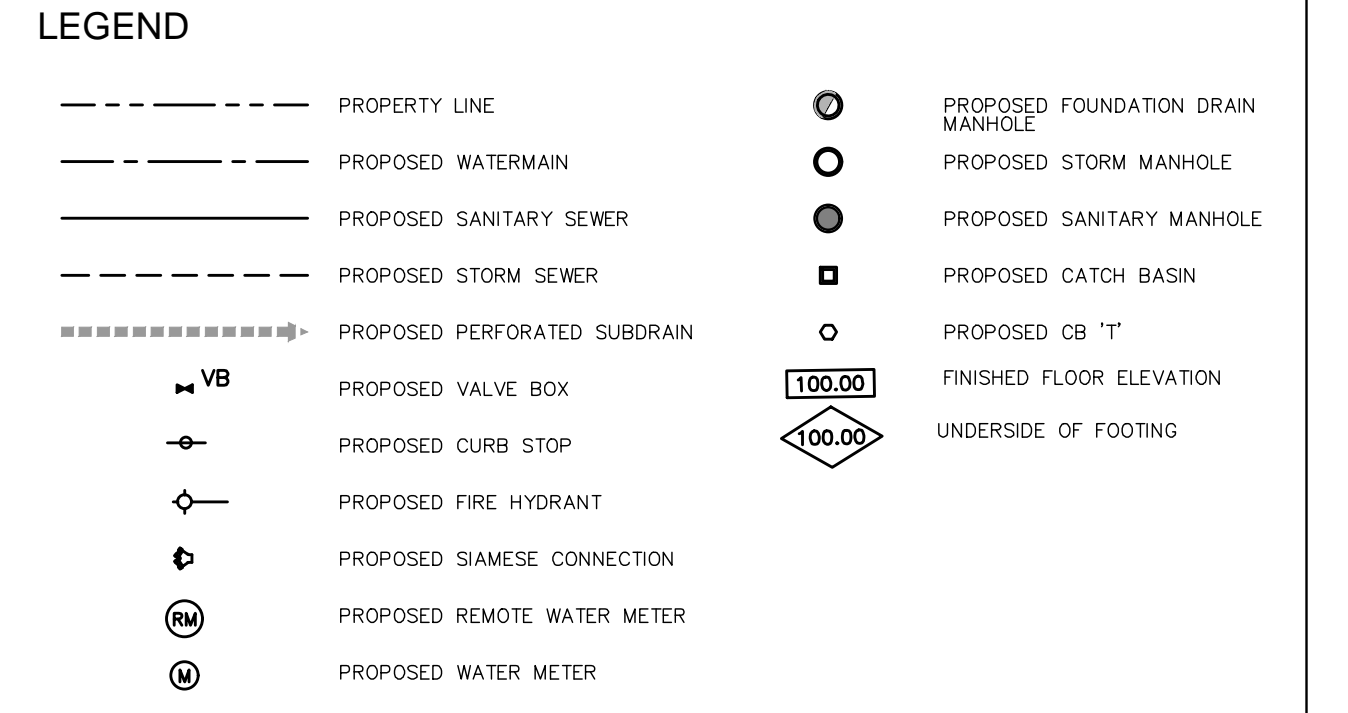 LEGEND
PROPERTY LINE
PROPOSED WATERMAIN
PROPOSED SANITARY SEWER
PROPOSED STORM SEWER
PROPOSED PERFORATED SUBDRAIN
VB
PROPOSED VALVE BOX
PROPOSED CURB STOP
PROPOSED FIRE HYDRANT
PROPOSED SIAMESE CONNECTION
RM
PROPOSED REMOTE WATER METER
M
PROPOSED WATER METER
PROPOSED FOUNDATION DRAIN
MANHOLE
PROPOSED STORM MANHOLE
PROPOSED SANITARY MANHOLE
PROPOSED CATCH BASIN
PROPOSED CB 'T'
100.00
FINISHED FLOOR ELEVATION
100.00
UNDERSIDE OF FOOTING